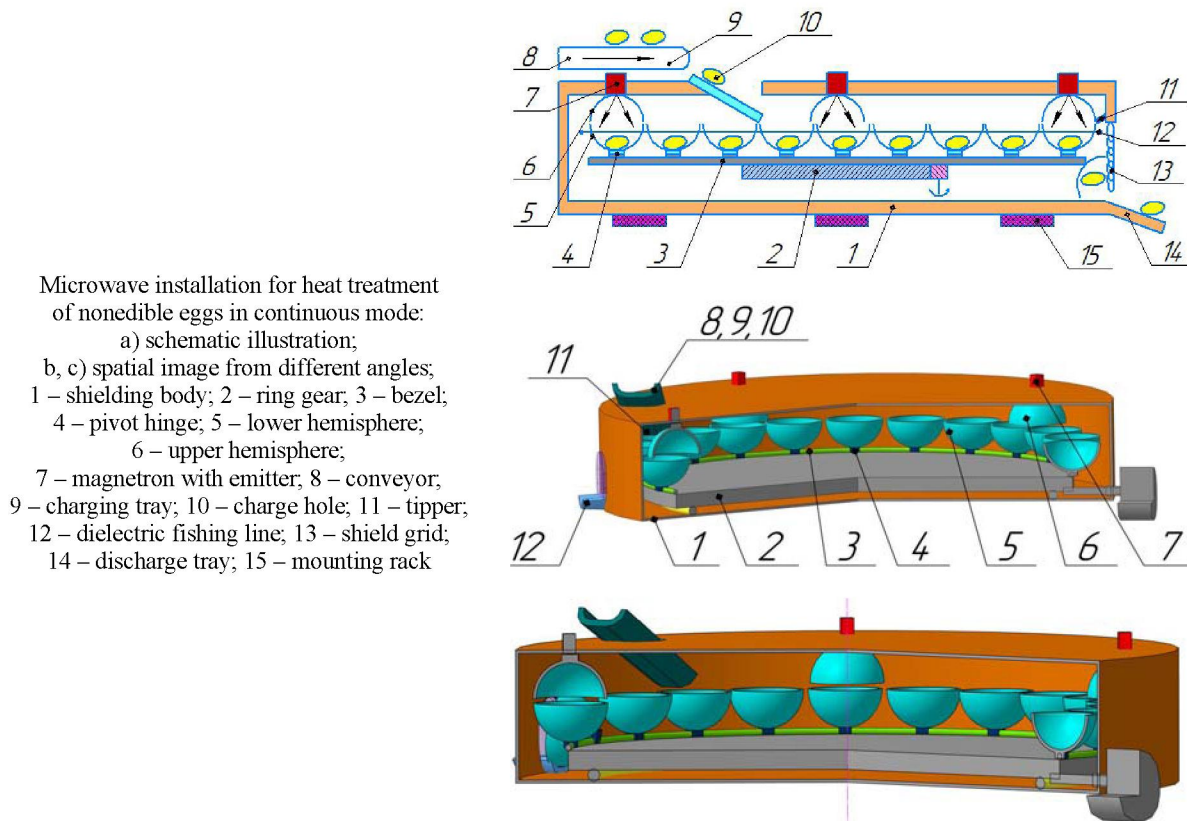 8
9
10
7
11
12
6
13
5
4
3
2
1
15
14
Microwave installation for heat treatment
of nonedible eggs in continuous mode:
a) schematic illustration;
b, c) spatial image from different angles;
1 – shielding body; 2 – ring gear; 3 – bezel;
4 – pivot hinge; 5 – lower hemisphere;
6 – upper hemisphere;
7 – magnetron with emitter; 8 – conveyor;
9 – charging tray; 10 – charge hole; 11 – tipper;
12 – dielectric fishing line; 13 – shield grid;
14 – discharge tray; 15 – mounting rack
8,9,10
11
12
1
2
3
4
5
6
7